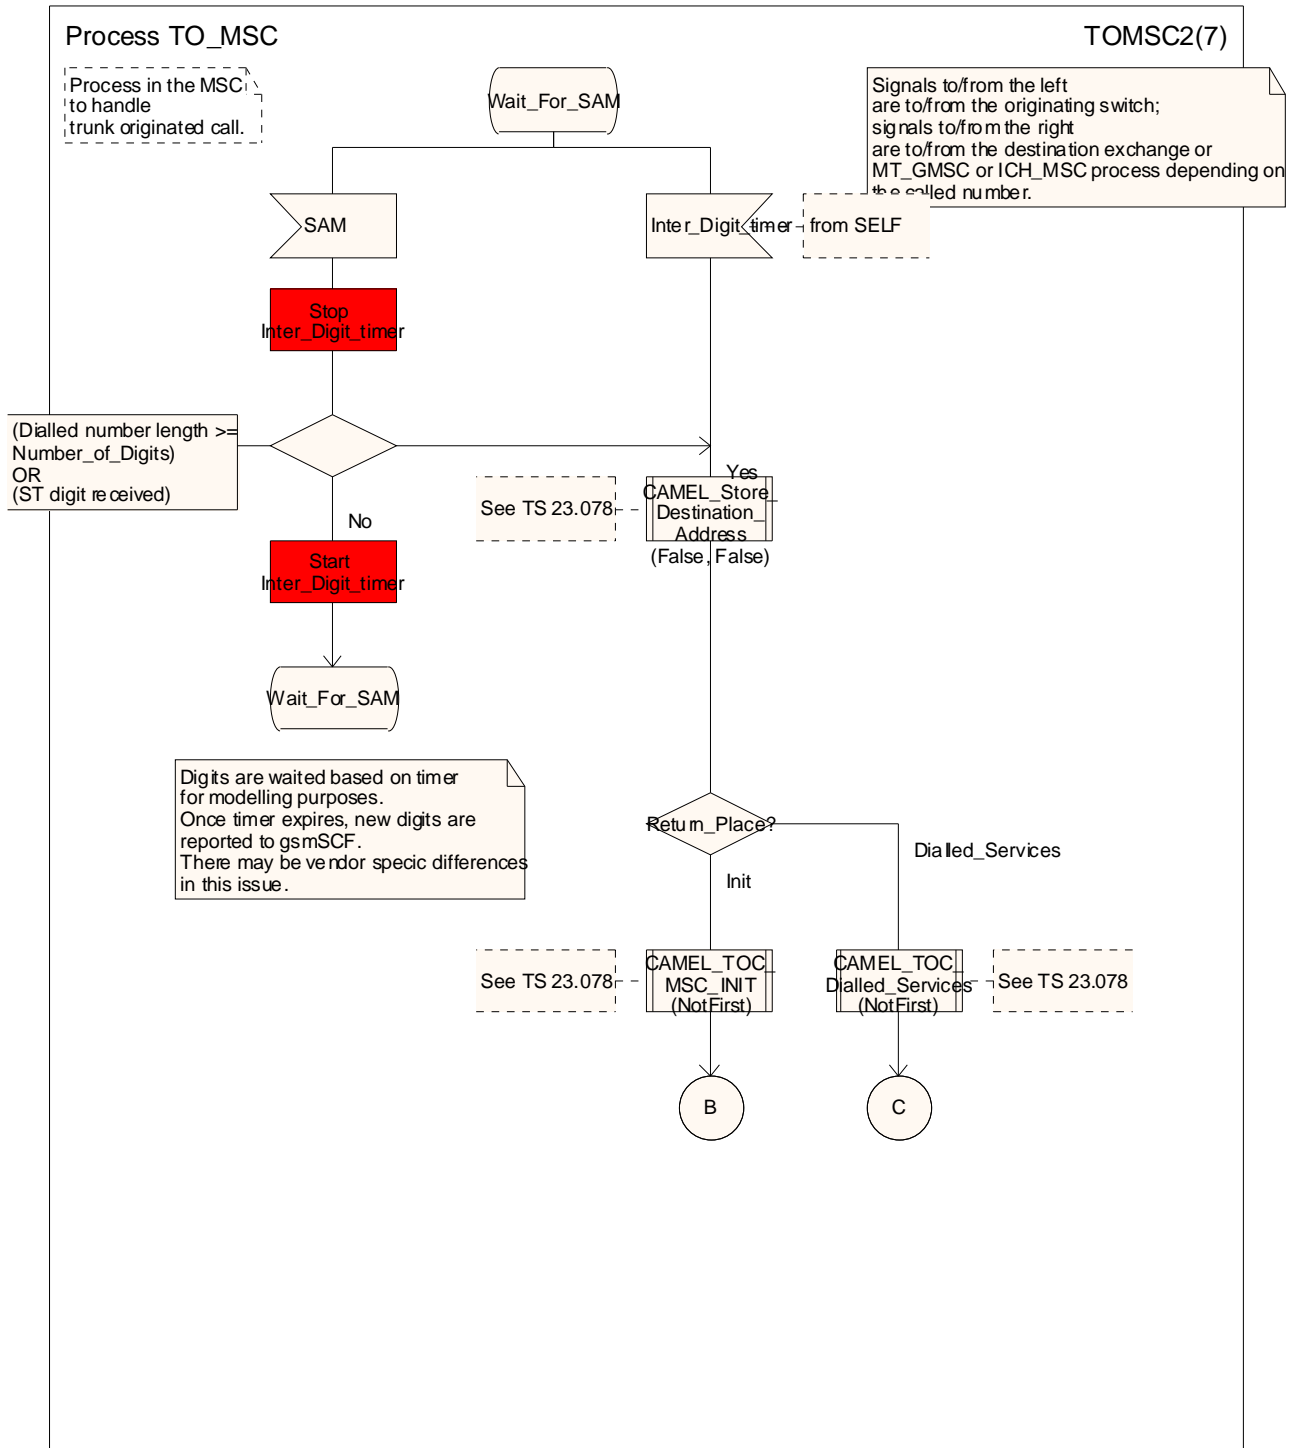 Process TO_MSC
TOMSC2(7)
Process in the MSC
to handle
trunk originated call.
Wait_For_SAM
Signals to/from the left
are to/from the originating switch;
signals to/from the right
are to/from the destination exchange or
MT_GMSC or ICH_MSC process depending on
the called number.
SAM
Inter_Digit_timer
from SELF
Stop
Inter_Digit_timer
(Dialled number length >=
Number_of_Digits)
OR
(ST digit received)
Yes
No
See TS 23.078
CAMEL_Store_
Destination_
Address
(False, False)
Start
Inter_Digit_timer
Wait_For_SAM
Digits are waited based on timer
for modelling purposes.
Once timer expires, new digits are
reported to gsmSCF.
There may be vendor specic differences
in this issue.
Return_Place?
Dialled_Services
Init
See TS 23.078
CAMEL_TOC_
MSC_INIT
(NotFirst)
CAMEL_TOC_
Dialled_Services
(NotFirst)
See TS 23.078
B
C